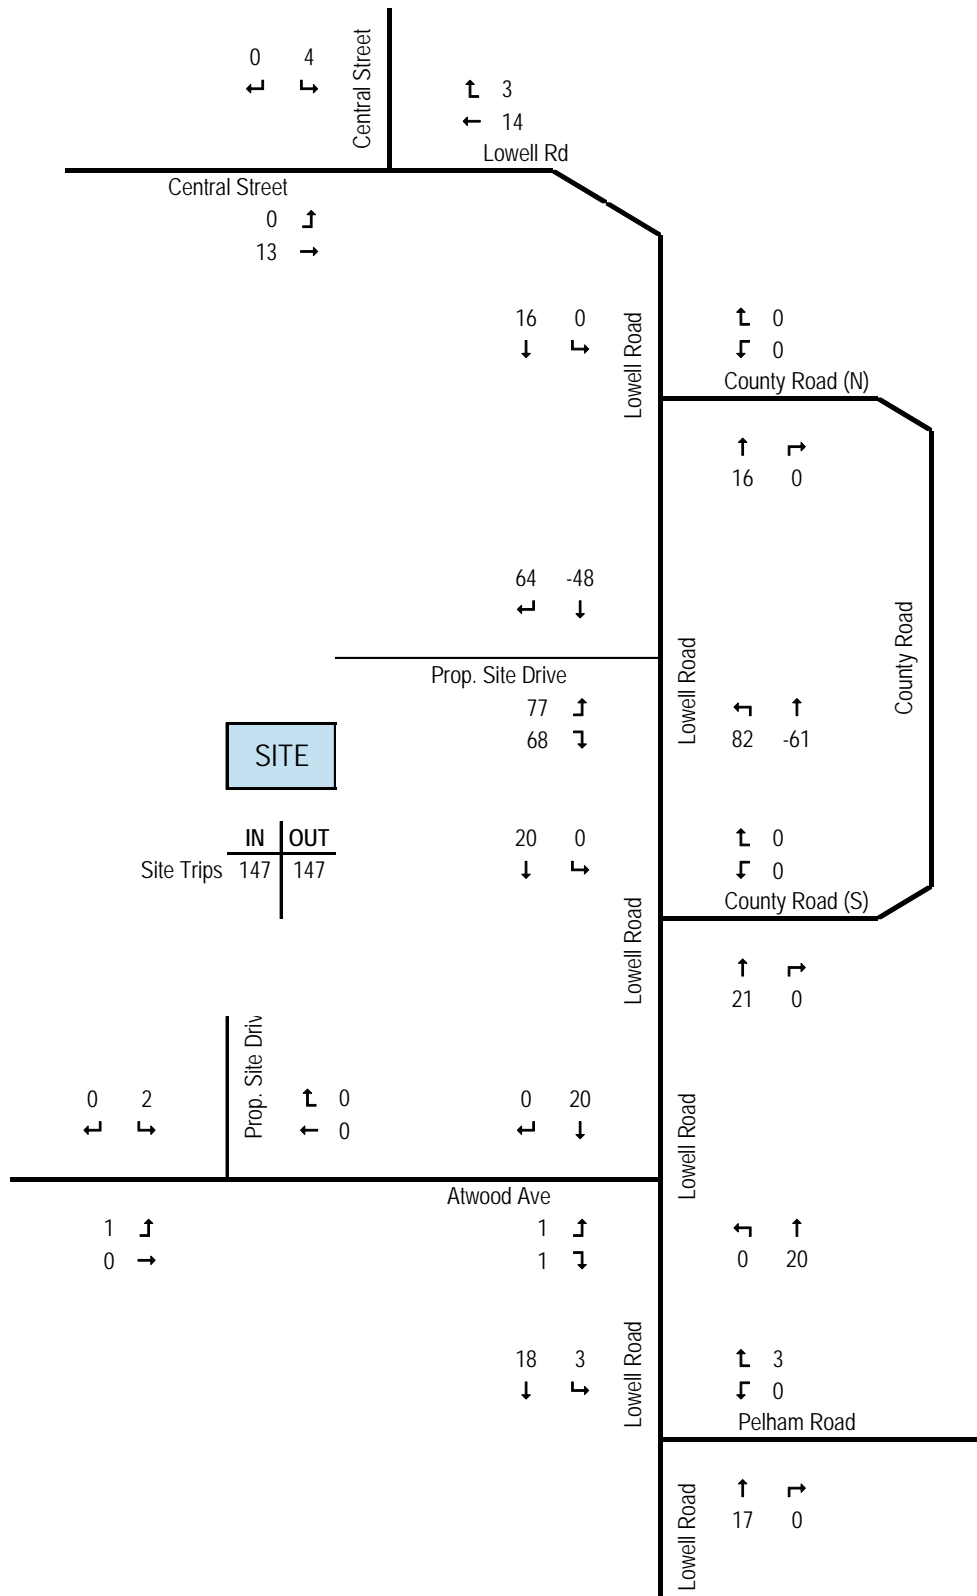 0 4
Central Street
3
14
Lowell Rd
Central Street
0
13
16 0
Lowell Road
0
0
County Road (N)
16 0
64 -48
Prop. Site Drive
77
68
Lowell Road
82 -61
County Road
SITE
IN OUT
Site Trips 147 147
20 0
0
0
County Road (S)
Lowell Road
21 0
Prop. Site Driv
0 2
0
0
0 20
Lowell Road
Atwood Ave
1
0
1
1
0 20
18 3
Lowell Road
3
0
Pelham Road
Lowell Road
17 0